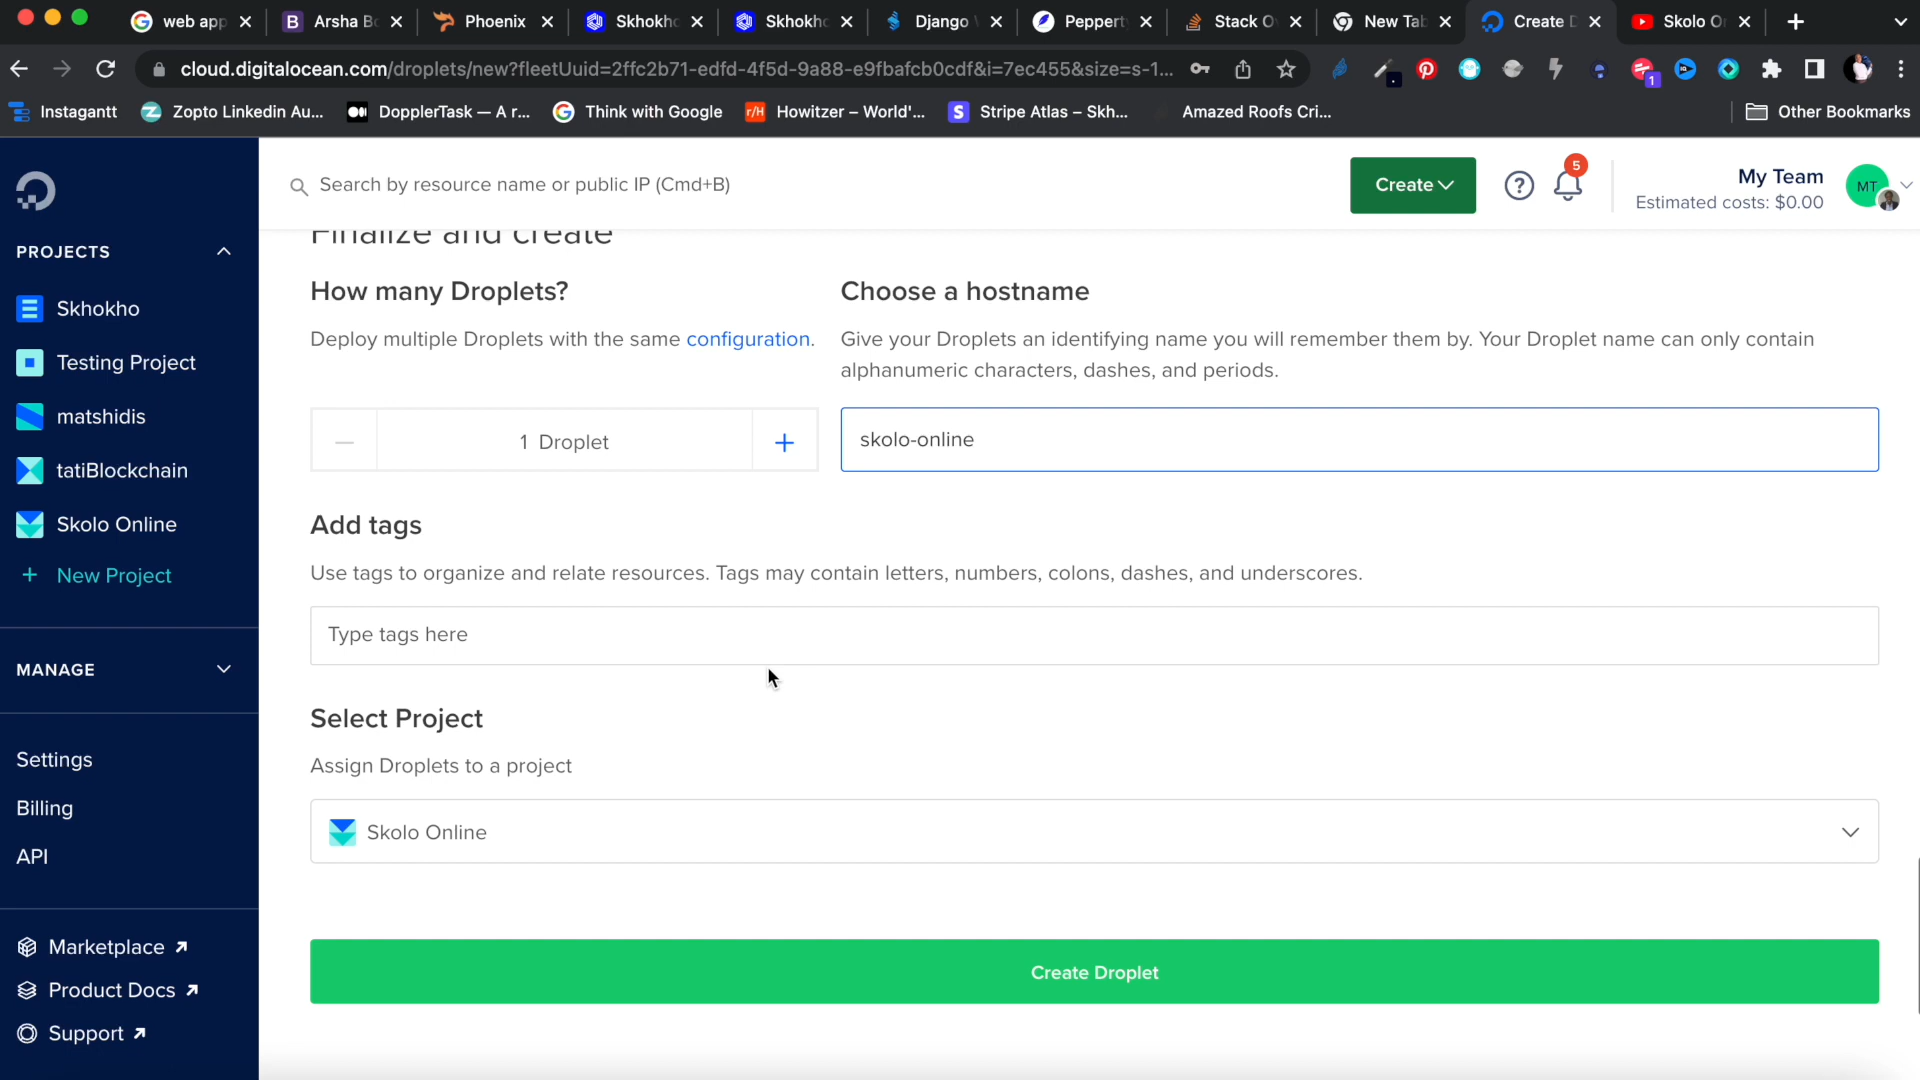 web app
Arsha Bo
Phoenix
Skhokho
Skhokho
Django
Pepperty
Stack O
New Tab
Create D
Skolo O
cloud.digitalocean.com/droplets/new?fleetUuid=2ffc2b71-edfd-4f5d-9a88-e9fbafcb0cdf&i=7ec455&size=s-1...
1
Instagantt
Zopto Linkedin Au...
DopplerTask — A r...
Think with Google
r/H
Howitzer – World'...
S
Stripe Atlas – Skh...
Amazed Roofs Cri...
Other Bookmarks
Search by resource name or public IP (Cmd+B)
Create
5
My Team
Estimated costs: $0.00
MT
PROJECTS
Skhokho
Testing Project
matshidis
tatiBlockchain
Skolo Online
+ New Project
MANAGE
Settings
Billing
API
Marketplace
Product Docs
Support
Finalize and create
How many Droplets?
Deploy multiple Droplets with the same configuration.
1 Droplet
Choose a hostname
Give your Droplets an identifying name you will remember them by. Your Droplet name can only contain
alphanumeric characters, dashes, and periods.
skolo-online
Add tags
Use tags to organize and relate resources. Tags may contain letters, numbers, colons, dashes, and underscores.
Type tags here
Select Project
Assign Droplets to a project
Skolo Online
Create Droplet